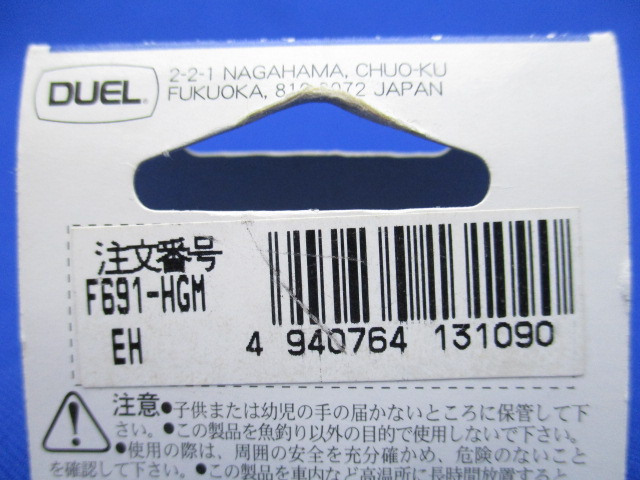 DUEL
2-2-1 NAGAHAMA, CHUO-KU
FUKUOKA, JAPAN
注文番号
F691-HGM
EH
4 940764 131090
注意●子供または幼児の手の届かないところに保管して下
さい。●この製品を魚釣り以外の目的で使用しないで下さい。
●使用の際は、周囲の安全を充分確かめ、危険のないこと
を確認して下さい。●この製品を車内など高温所に長時間放置すると